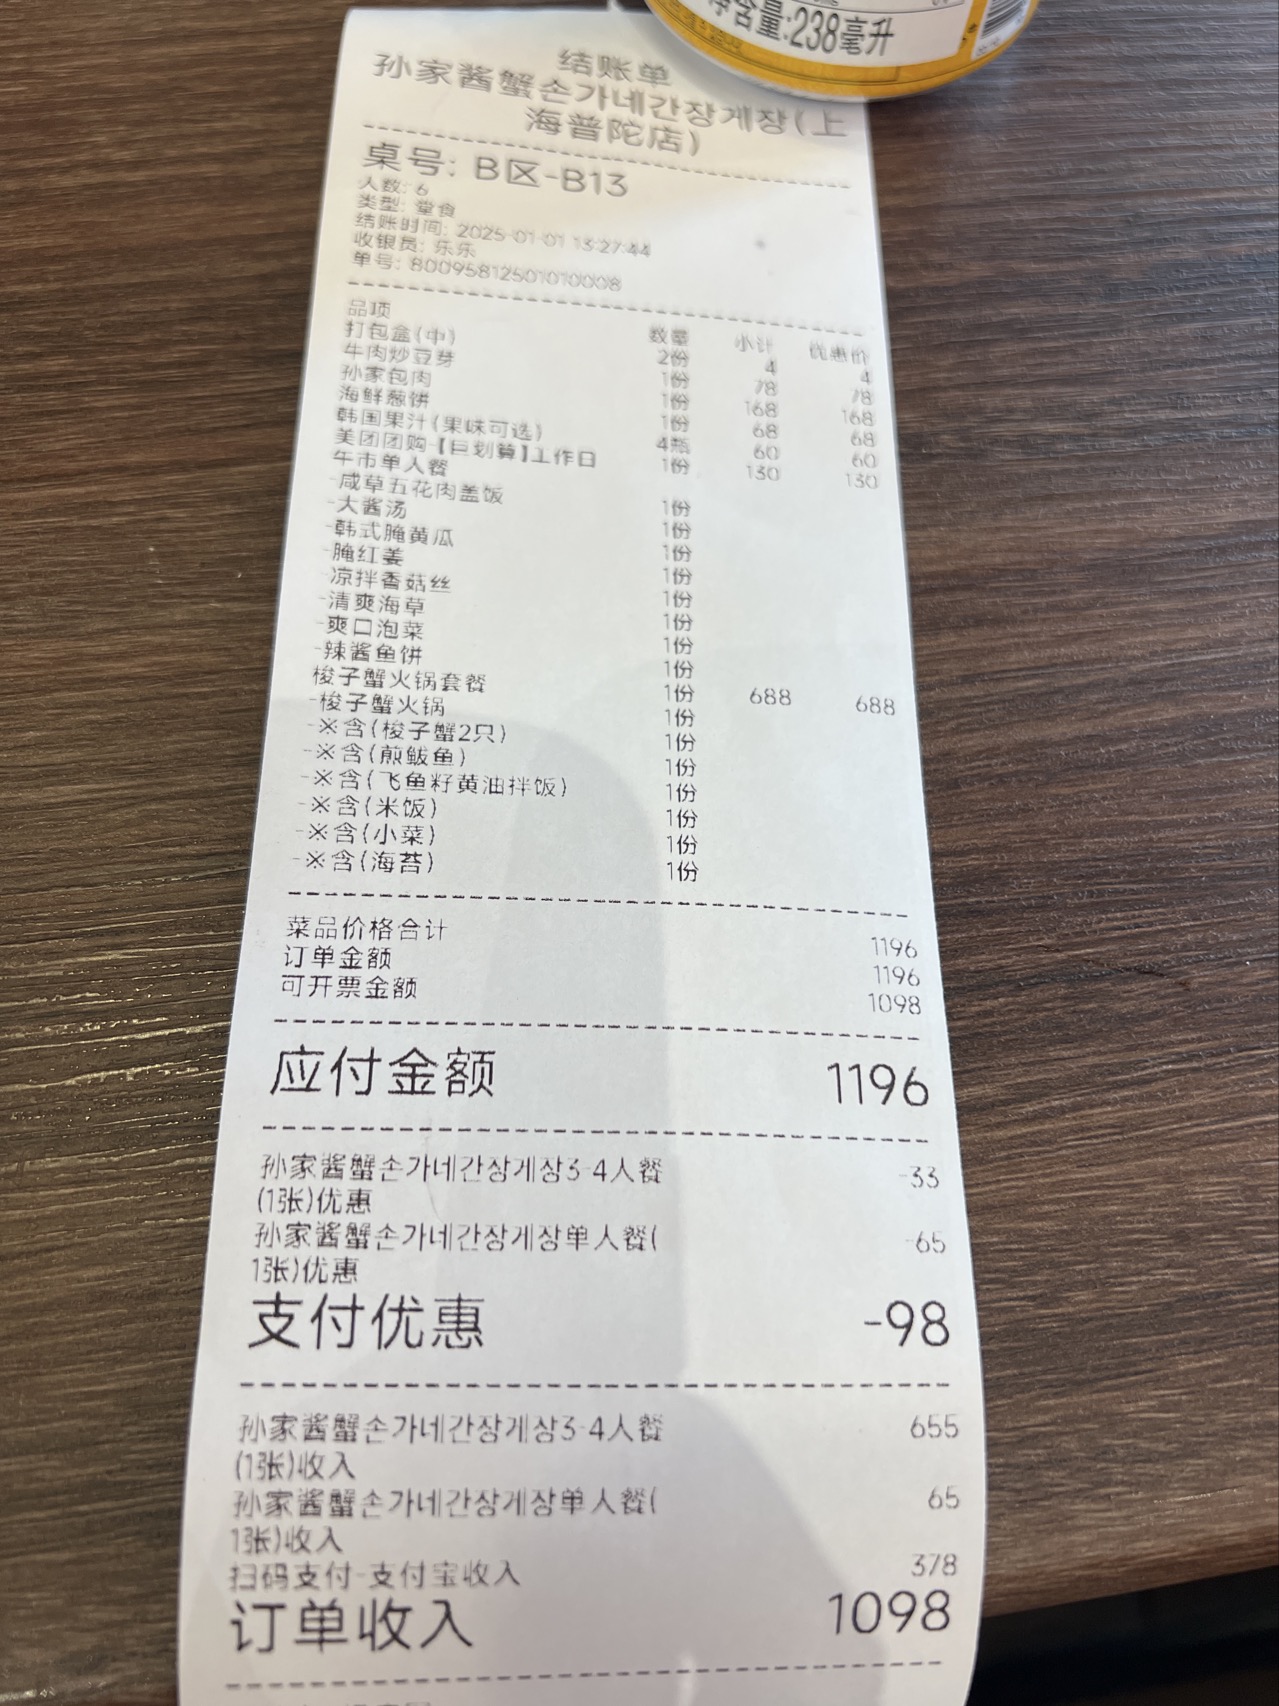 净含量:238毫升
结账单
孙家酱蟹손가네간장게장(上
海普陀店)
桌号: B区-B13
人数: 6
类型: 堂食
结账时间: 2025-01-01 13:27:44
收银员: 乐乐
单号: 80095812501010008
品项 数量 小计 优惠价
打包盒(中) 2份 4 4
牛肉炒豆芽 1份 78 78
孙家包肉 1份 168 168
海鲜葱饼 1份 68 68
韩国果汁(果味可选) 4瓶 60 60
美团团购-【巨划算】工作日 1份 130 130
午市单人餐
-咸草五花肉盖饭 1份
-大酱汤 1份
-韩式腌黄瓜 1份
-腌红姜 1份
-凉拌香菇丝 1份
-清爽海草 1份
-爽口泡菜 1份
-辣酱鱼饼 1份
梭子蟹火锅套餐 1份 688 688
-梭子蟹火锅 1份
-※含(梭子蟹2只) 1份
-※含(煎鲅鱼) 1份
-※含(飞鱼籽黄油拌饭) 1份
-※含(米饭) 1份
-※含(小菜) 1份
-※含(海苔) 1份
菜品价格合计 1196
订单金额 1196
可开票金额 1098
应付金额 1196
孙家酱蟹손가네간장게장3-4人餐 -33
(1张)优惠
孙家酱蟹손가네간장게장单人餐( -65
1张)优惠
支付优惠 -98
孙家酱蟹손가네간장게장3-4人餐 655
(1张)收入
孙家酱蟹손가네간장게장单人餐( 65
1张)收入
扫码支付-支付宝收入 378
订单收入 1098